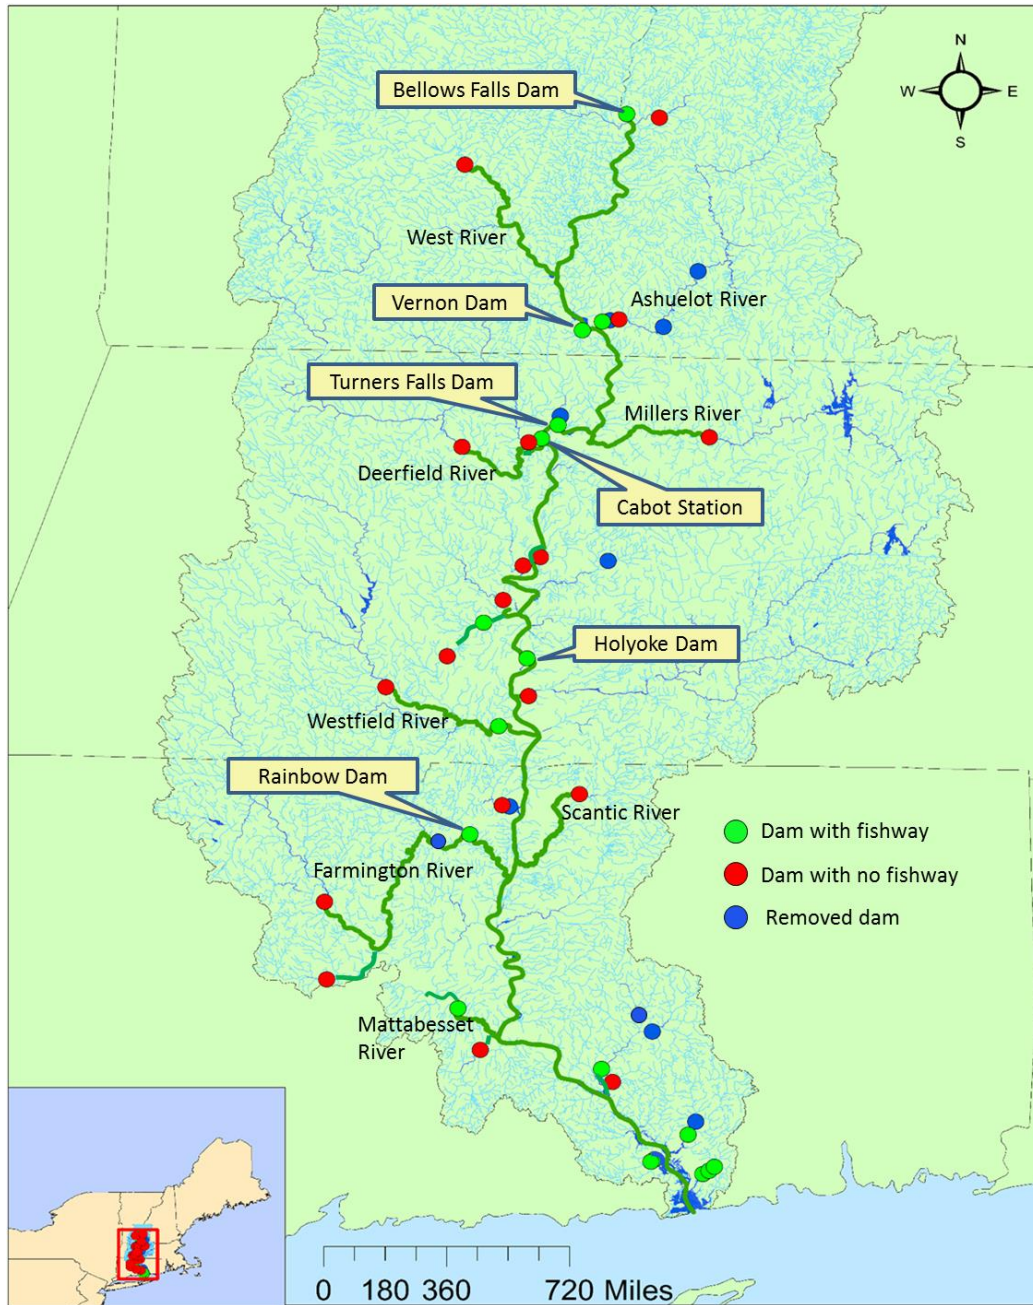 N
W E
S
Bellows Falls Dam
West River
Ashuelot River
Vernon Dam
Turners Falls Dam
Millers River
Deerfield River
Cabot Station
Holyoke Dam
Westfield River
Rainbow Dam
Scantic River
Dam with fishway
Farmington River
Dam with no fishway
Removed dam
Mattabesset
River
0 180 360 720 Miles